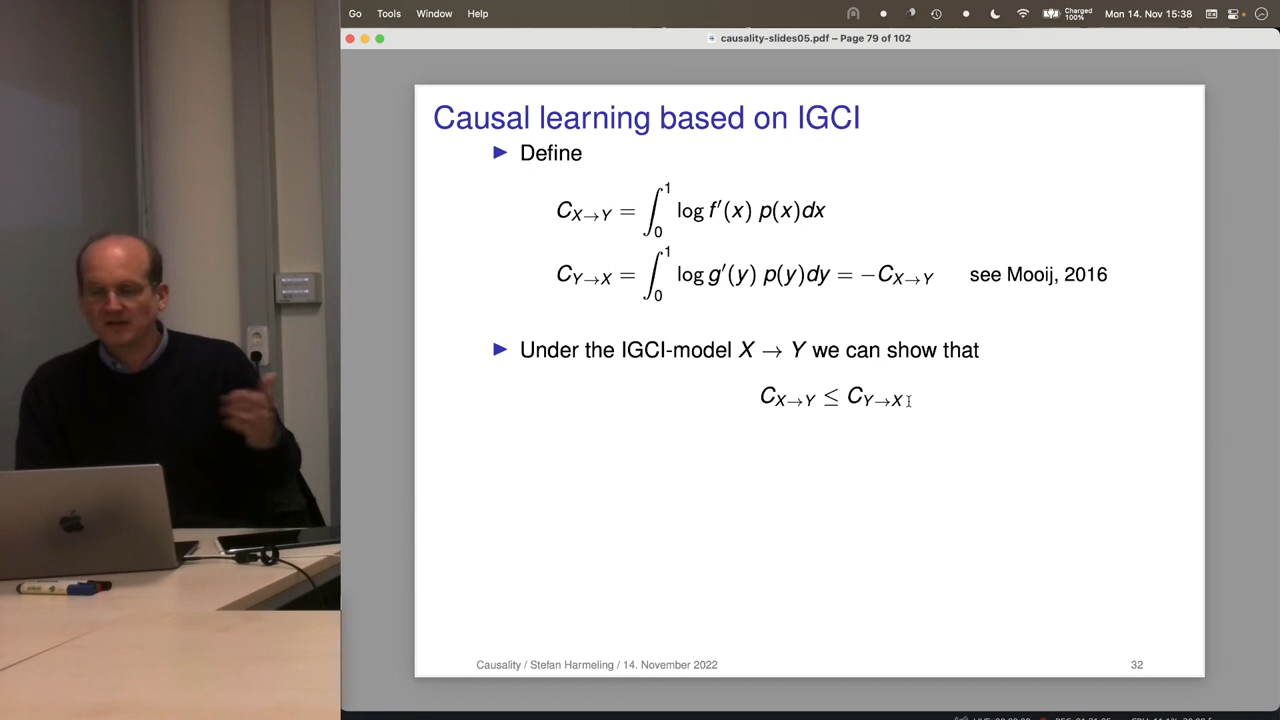 Go Tools Window Help Charged 100% Mon 14. Nov 15:38
causality-slides05.pdf – Page 79 of 102
Causal learning based on IGCI
▶ Define
C_{X→Y} = ∫_0^1 log f′(x) p(x)dx
C_{Y→X} = ∫_0^1 log g′(y) p(y)dy = −C_{X→Y} see Mooij, 2016
▶ Under the IGCI-model X → Y we can show that
C_{X→Y} ≤ C_{Y→X}
Causality / Stefan Harmeling / 14. November 2022 32